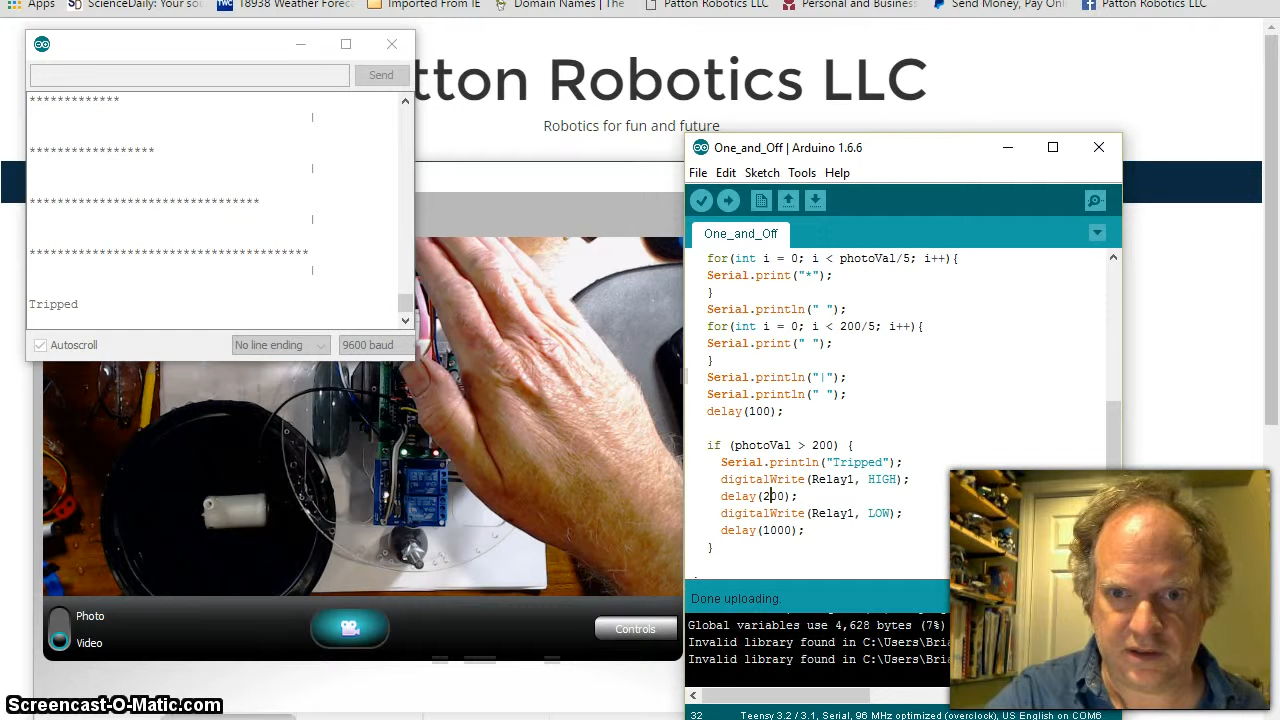 Apps
ScienceDaily: Your sou
18938 Weather Foreca
Imported From IE
Domain Names | The
Patton Robotics LLC
Personal and Business
Send Money, Pay Onl
Patton Robotics LLC
tton Robotics LLC
Robotics for fun and future
Send
*************
|
******************
|
*********************************
|
****************************************
|
Tripped
Autoscroll
No line ending
9600 baud
One_and_Off | Arduino 1.6.6
File Edit Sketch Tools Help
One_and_Off
for(int i = 0; i < photoVal/5; i++){
Serial.print("*");
}
Serial.println(" ");
for(int i = 0; i < 200/5; i++){
Serial.print(" ");
}
Serial.println("|");
Serial.println(" ");
delay(100);
if (photoVal > 200) {
Serial.println("Tripped");
digitalWrite(Relay1, HIGH);
delay(200);
digitalWrite(Relay1, LOW);
delay(1000);
}
Done uploading.
Global variables use 4,628 bytes (7%)
Invalid library found in C:\Users\Bria
Invalid library found in C:\Users\Bria
32
Teensy 3.2 / 3.1, Serial, 96 MHz optimized (overclock), US English on COM6
Photo
Video
Controls
Screencast-O-Matic.com